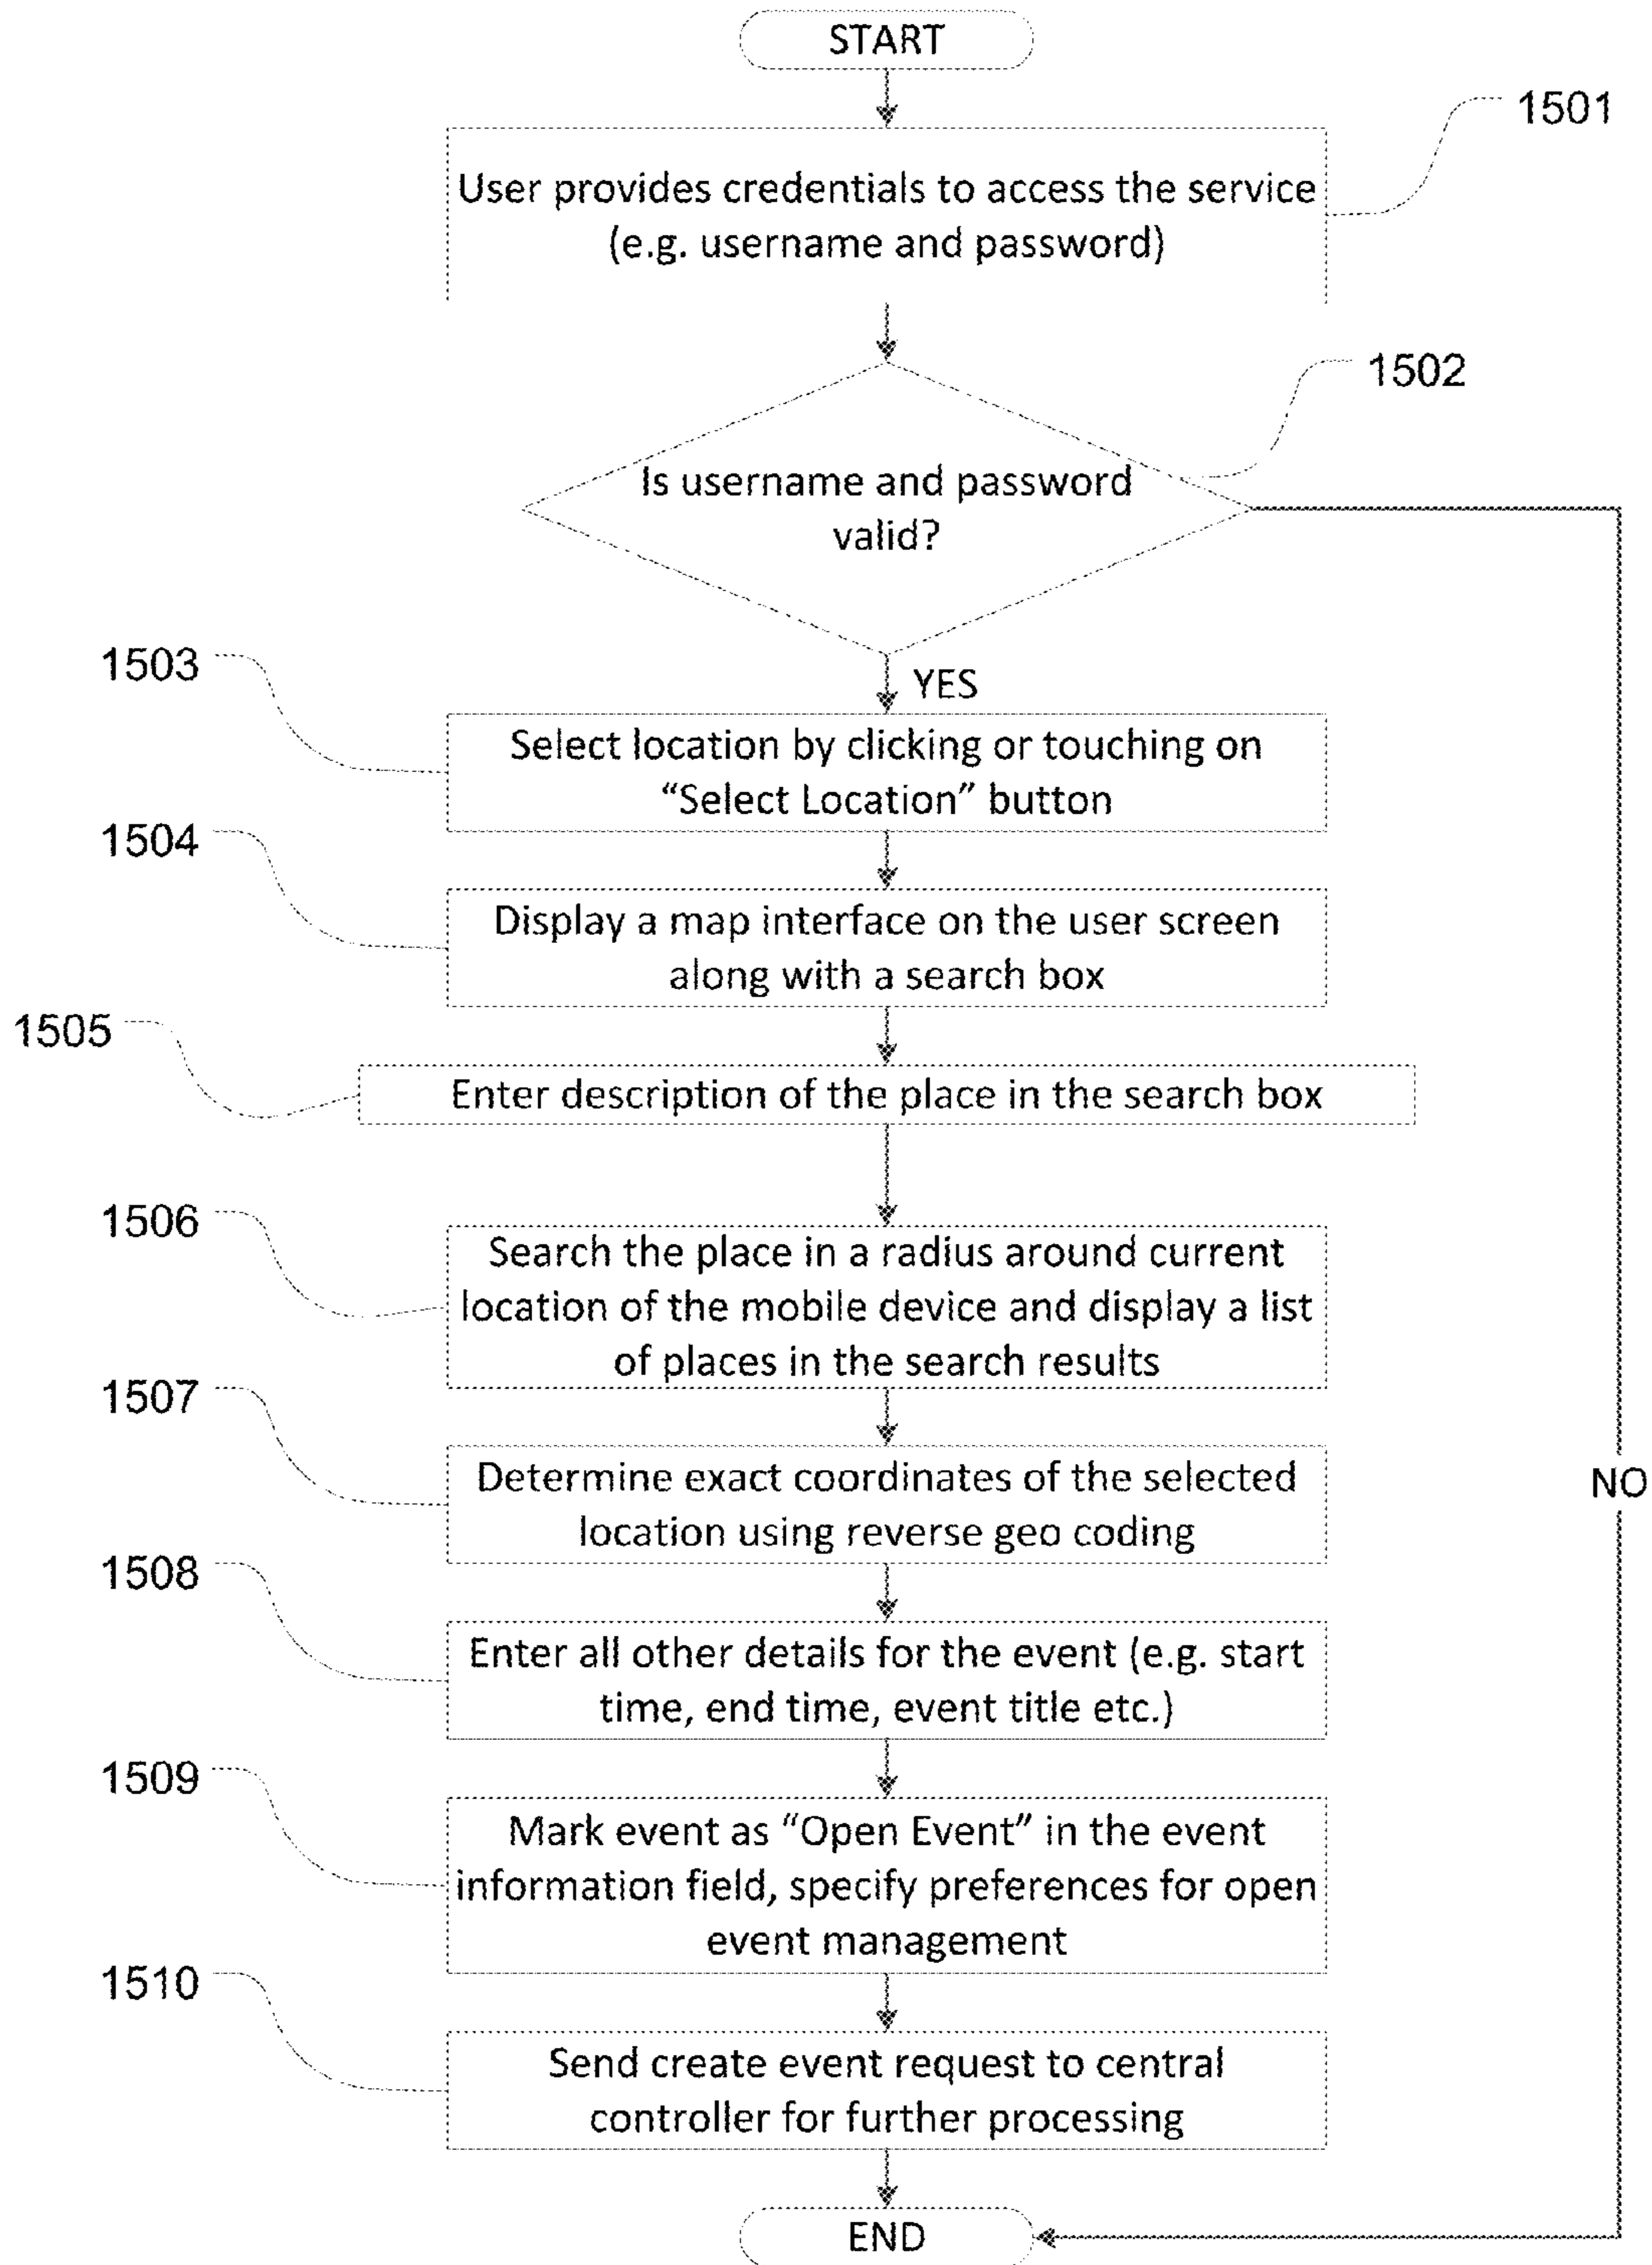 START
1501
User provides credentials to access the service
(e.g. username and password)
1502
Is username and password
valid?
1503
YES
Select location by clicking or touching on
“Select Location” button
1504
Display a map interface on the user screen
along with a search box
1505
Enter description of the place in the search box
1506
Search the place in a radius around current
location of the mobile device and display a list
of places in the search results
1507
Determine exact coordinates of the selected
location using reverse geo coding
NO
1508
Enter all other details for the event (e.g. start
time, end time, event title etc.)
1509
Mark event as “Open Event” in the event
information field, specify preferences for open
event management
1510
Send create event request to central
controller for further processing
END